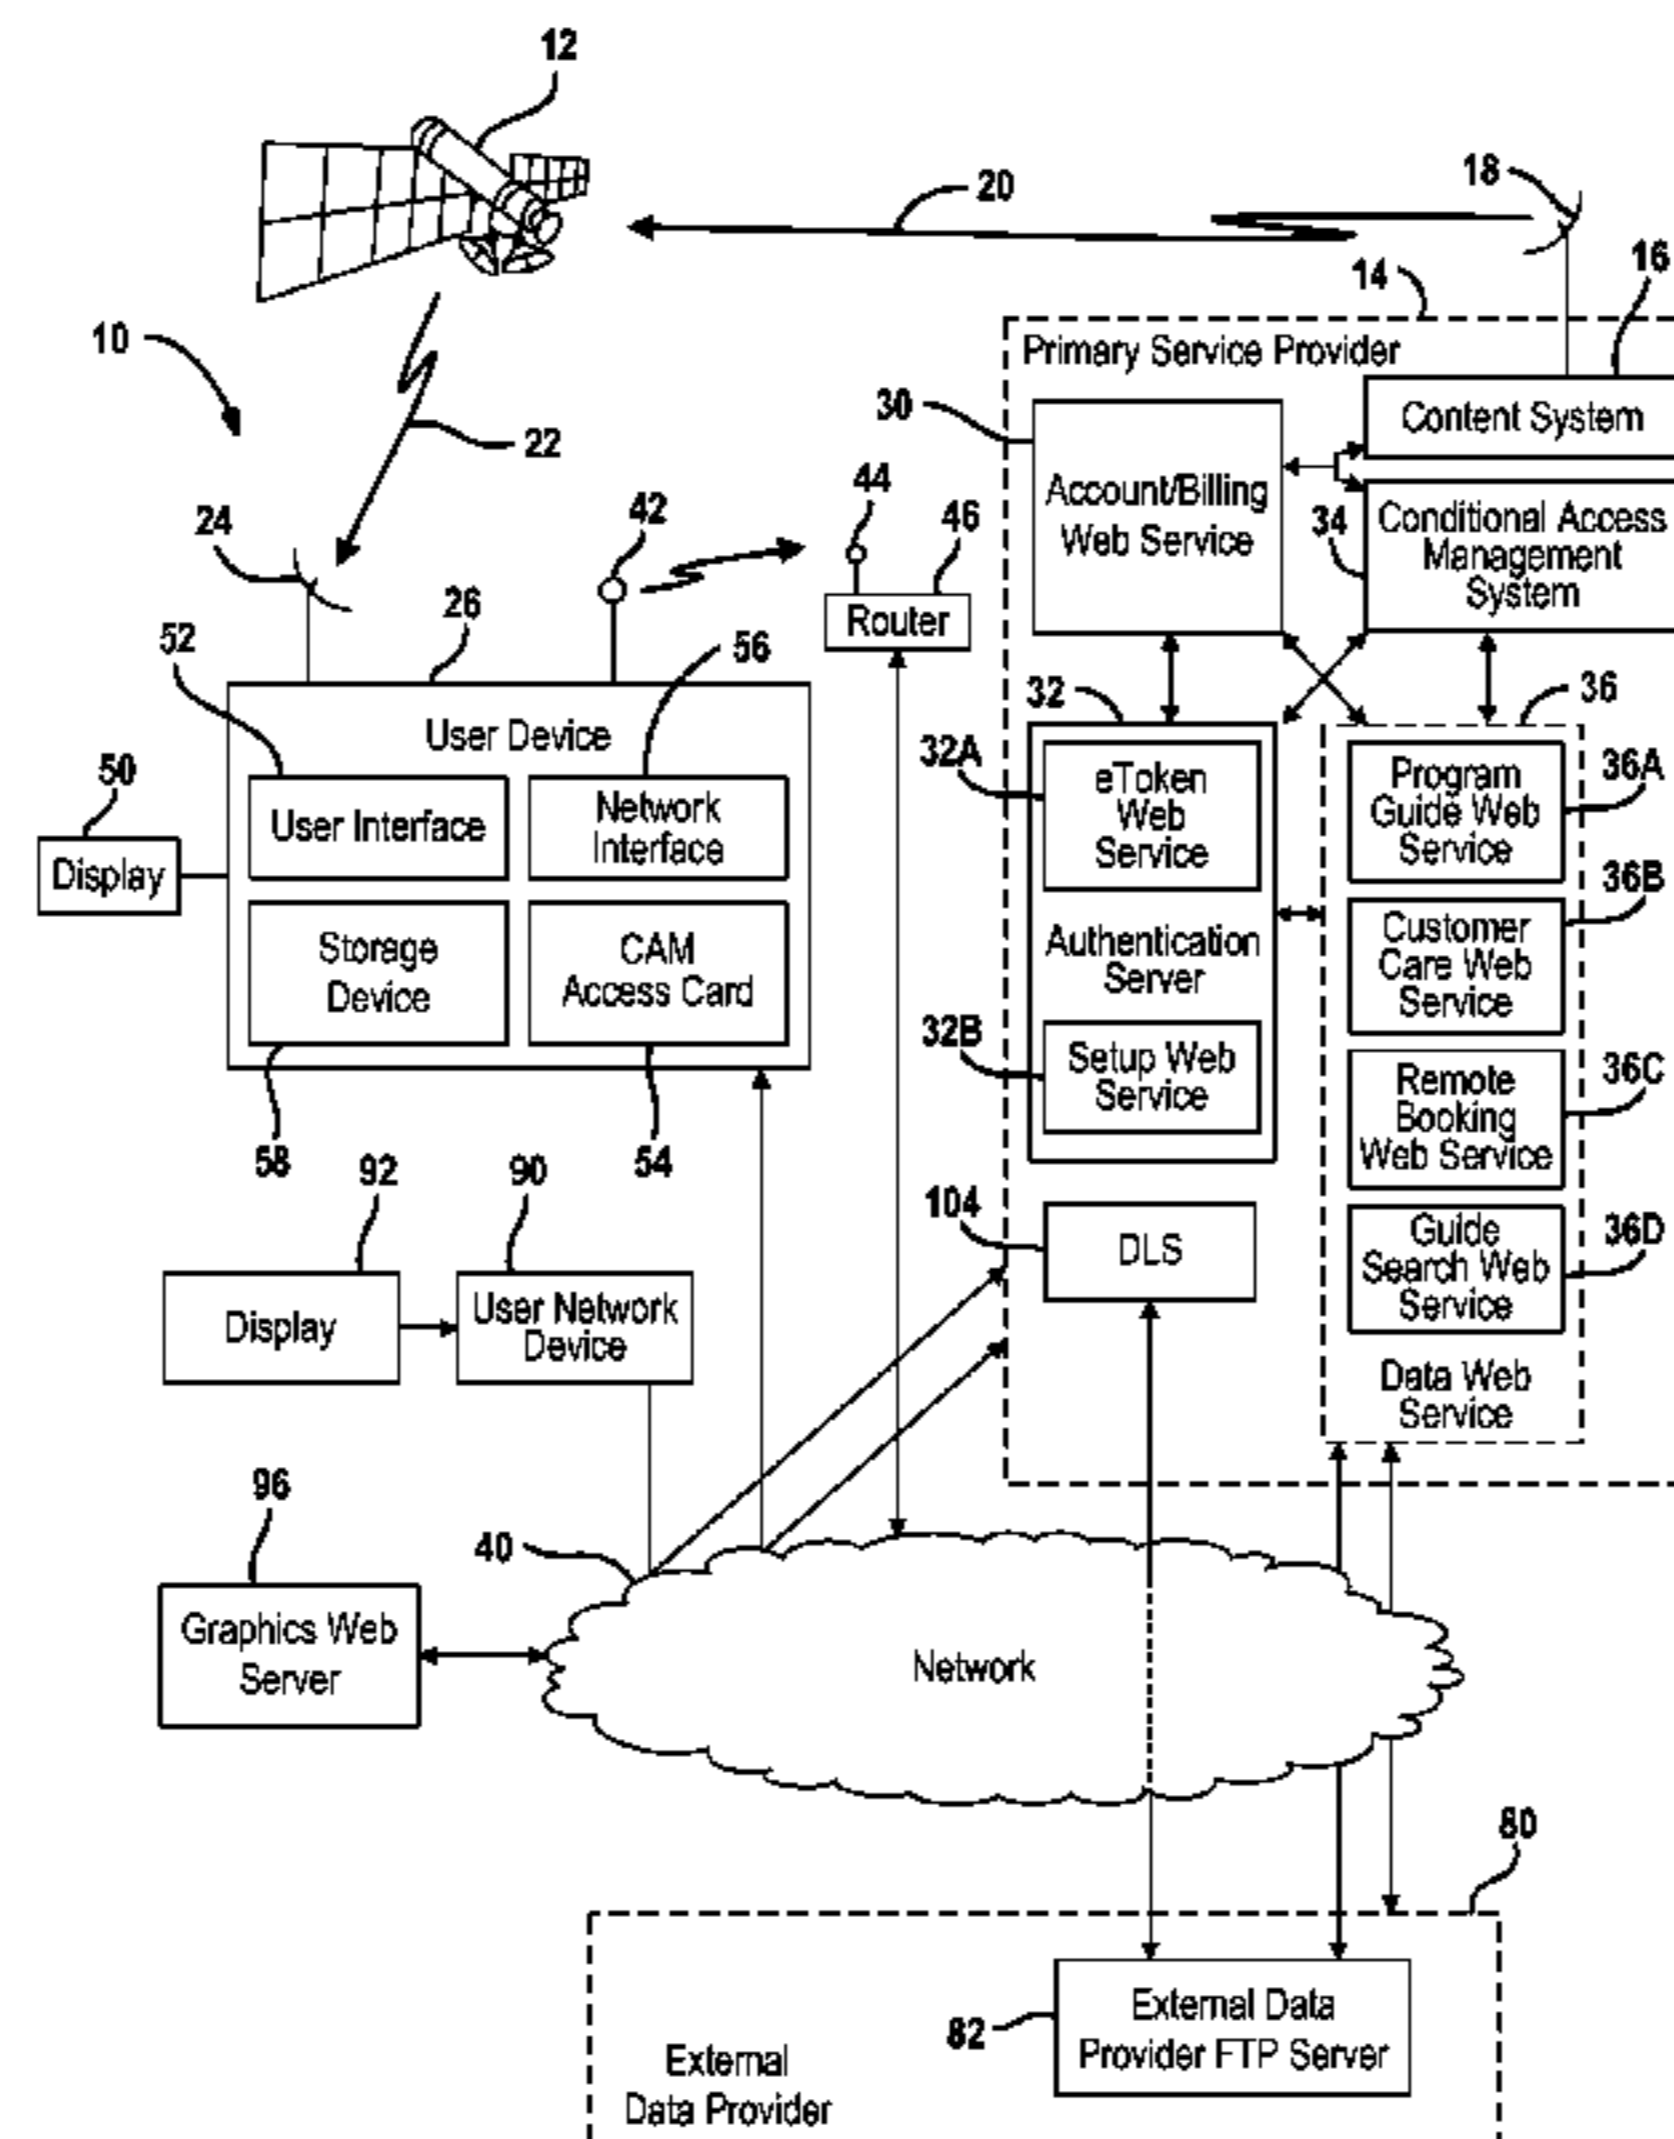 12
20
18
16
14
10
Primary Service Provider
Content System
30
22
Account/Billing
Web Service
44
46
42
24
34
Conditional Access
Management
System
26
52
56
Router
32
36
User Device
50
User Interface
Network
Interface
Display
32A
eToken
Web
Service
36A
Program
Guide Web
Service
36B
Customer
Care Web
Service
Storage
Device
CAM
Access Card
Authentication
Server
32B
Setup Web
Service
36C
Remote
Booking
Web Service
58
54
92
90
104
DLS
36D
Guide
Search Web
Service
Display
User Network
Device
Data Web
Service
96
40
Graphics Web
Server
Network
80
82
External Data
Provider FTP Server
External
Data Provider